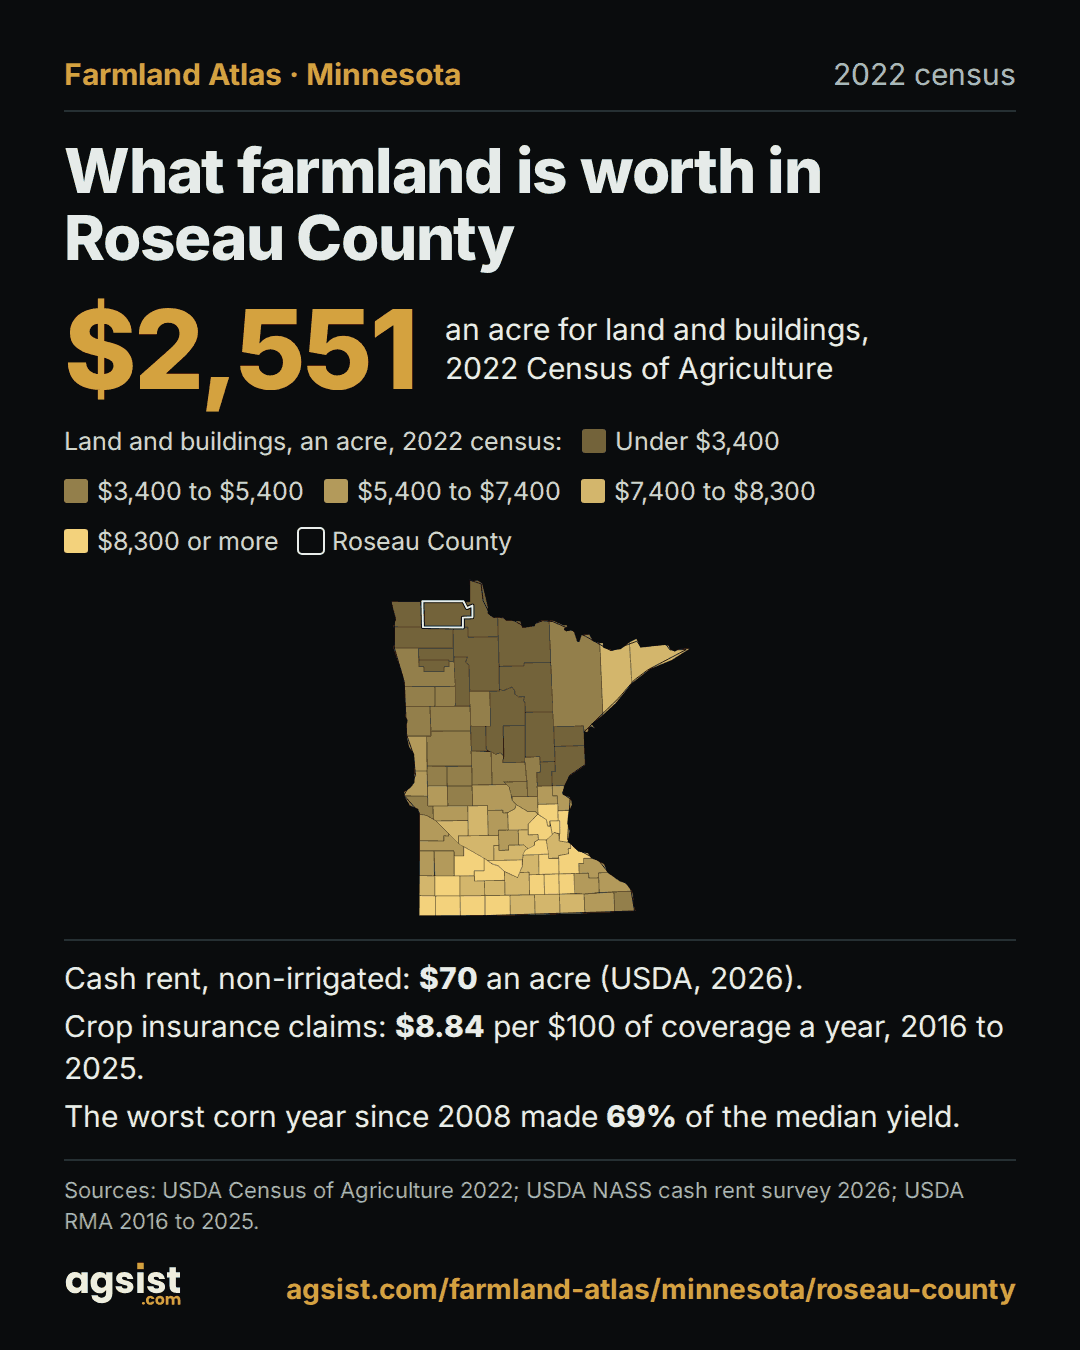 Farmland Atlas · Minnesota
2022 census
What farmland is worth in
Roseau County
$2,551
an acre for land and buildings,
2022 Census of Agriculture
Land and buildings, an acre, 2022 census:
Under $3,400
$3,400 to $5,400
$5,400 to $7,400
$7,400 to $8,300
$8,300 or more
Roseau County
Cash rent, non-irrigated: $70 an acre (USDA, 2026).
Crop insurance claims: $8.84 per $100 of coverage a year, 2016 to
2025.
The worst corn year since 2008 made 69% of the median yield.
Sources: USDA Census of Agriculture 2022; USDA NASS cash rent survey 2026; USDA
RMA 2016 to 2025.
agsist
.com
agsist.com/farmland-atlas/minnesota/roseau-county